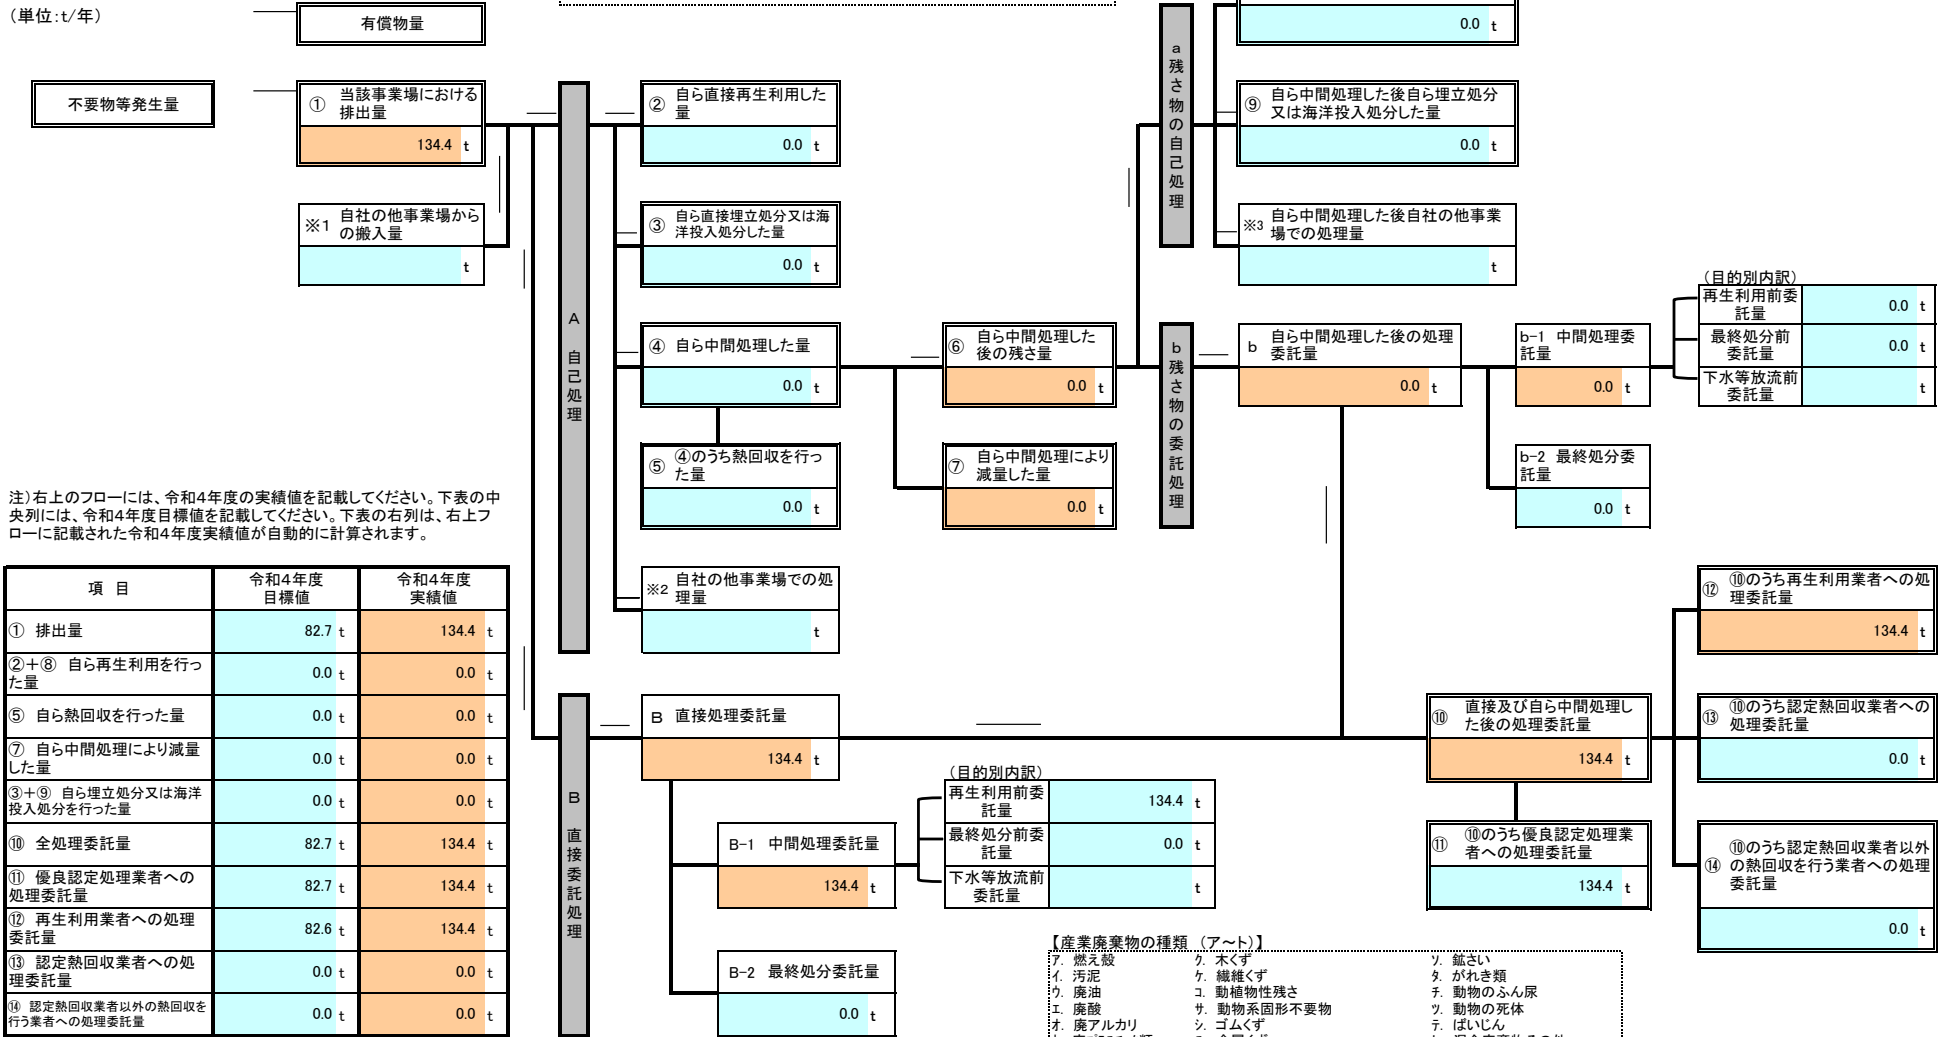 (単位:t/年)
有償物量
0.0 t
不要物等発生量
① 当該事業場における
排出量
134.4 t
※1 自社の他事業場から
の搬入量
t
A 自己処理
② 自ら直接再生利用した
量
0.0 t
③ 自ら直接埋立処分又は海
洋投入処分した量
0.0 t
④ 自ら中間処理した量
0.0 t
⑤ ④のうち熱回収を行っ
た量
0.0 t
※2 自社の他事業場での処
理量
t
⑥ 自ら中間処理した
後の残さ量
0.0 t
⑦ 自ら中間処理により
減量した量
0.0 t
a 残さ物の自己処理
⑨ 自ら中間処理した後自ら埋立処分
又は海洋投入処分した量
0.0 t
※3 自ら中間処理した後自社の他事業
場での処理量
t
b 残さ物の委託処理
b 自ら中間処理した後の処理
委託量
0.0 t
b-1 中間処理委
託量
0.0 t
b-2 最終処分委
託量
0.0 t
(目的別内訳)
再生利用前委
託量
0.0 t
最終処分前
委託量
0.0 t
下水等放流前
委託量
t
注)右上のフローには、令和4年度の実績値を記載してください。下表の中
央列には、令和4年度目標値を記載してください。下表の右列は、右上フ
ローに記載された令和4年度実績値が自動的に計算されます。
項 目 令和4年度 目標値 令和4年度 実績値
① 排出量 82.7 t 134.4 t
②+⑧ 自ら再生利用を行っ
た量 0.0 t 0.0 t
⑤ 自ら熱回収を行った量 0.0 t 0.0 t
⑦ 自ら中間処理により減量
した量 0.0 t 0.0 t
③+⑨ 自ら埋立処分又は海洋
投入処分を行った量 0.0 t 0.0 t
⑩ 全処理委託量 82.7 t 134.4 t
⑪ 優良認定処理業者への
処理委託量 82.7 t 134.4 t
⑫ 再生利用業者への処理
委託量 82.6 t 134.4 t
⑬ 認定熱回収業者への処
理委託量 0.0 t 0.0 t
⑭ 認定熱回収業者以外の熱回収を
行う業者への処理委託量 0.0 t 0.0 t
B 直接委託処理
B 直接処理委託量
134.4 t
B-1 中間処理委託量
134.4 t
B-2 最終処分委託量
0.0 t
(目的別内訳)
再生利用前委
託量
134.4 t
最終処分前委
託量
0.0 t
下水等放流前
委託量
t
⑩ 直接及び自ら中間処理し
た後の処理委託量
134.4 t
⑪ ⑩のうち優良認定処理業
者への処理委託量
134.4 t
⑫ ⑩のうち再生利用業者への処
理委託量
134.4 t
⑬ ⑩のうち認定熱回収業者への
処理委託量
0.0 t
⑭ ⑩のうち認定熱回収業者以外
の熱回収を行う業者への処理
委託量
0.0 t
【産業廃棄物の種類 (ア~ト)】
ア. 燃え殻 ク. 木くず ソ. 鉱さい
イ. 汚泥 ケ. 繊維くず タ. がれき類
ウ. 廃油 コ. 動植物性残さ チ. 動物のふん尿
エ. 廃酸 サ. 動物系固形不要物 ツ. 動物の死体
オ. 廃アルカリ シ. ゴムくず テ. ばいじん